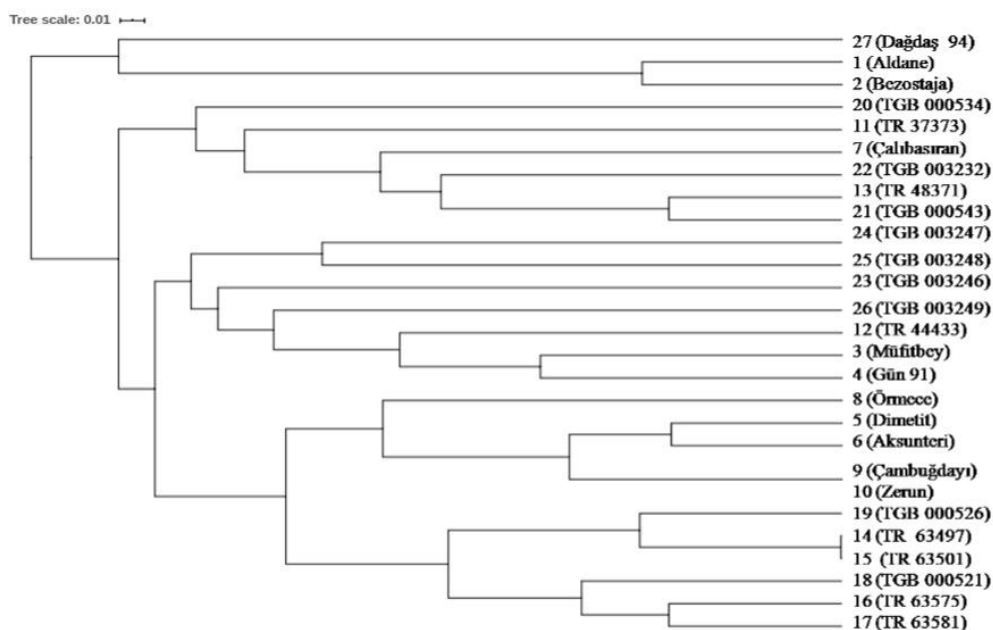 Tree scale: 0.01
27 (Dağdaş 94)
1 (Aldane)
2 (Bezostaja)
20 (TGB 000534)
11 (TR 37373)
7 (Çalıbasıran)
22 (TGB 003232)
13 (TR 48371)
21 (TGB 000543)
24 (TGB 003247)
25 (TGB 003248)
23 (TGB 003246)
26 (TGB 003249)
12 (TR 44433)
3 (Müfitbey)
4 (Gün 91)
8 (Örmece)
5 (Dimetit)
6 (Aksunteri)
9 (Çambuğdayı)
10 (Zerun)
19 (TGB 000526)
14 (TR 63497)
15 (TR 63501)
18 (TGB 000521)
16 (TR 63575)
17 (TR 63581)